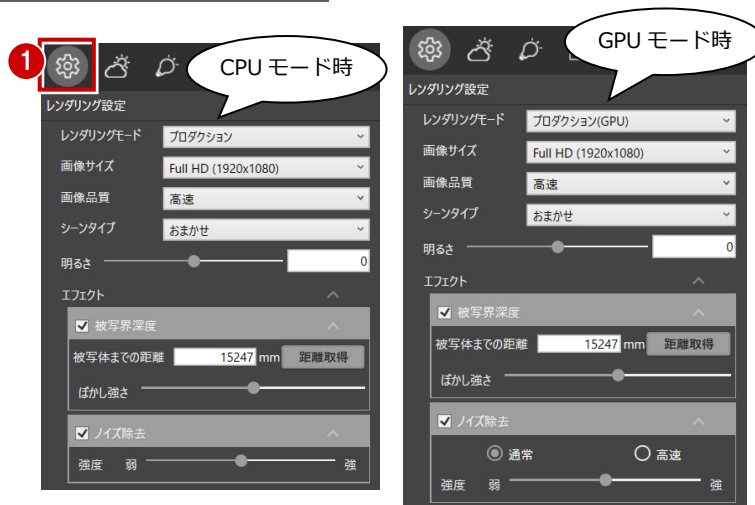 1
CPU モード時
レンダリング設定
レンダリングモード プロダクション
画像サイズ Full HD (1920x1080)
画像品質 高速
シーンタイプ おまかせ
明るさ 0
エフェクト
被写界深度
被写体までの距離 15247 mm 距離取得
ぼかし強さ
ノイズ除去
強度 弱 強
GPU モード時
レンダリング設定
レンダリングモード プロダクション(GPU)
画像サイズ Full HD (1920x1080)
画像品質 高速
シーンタイプ おまかせ
明るさ 0
エフェクト
被写界深度
被写体までの距離 15247 mm 距離取得
ぼかし強さ
ノイズ除去
通常 高速
強度 弱 強